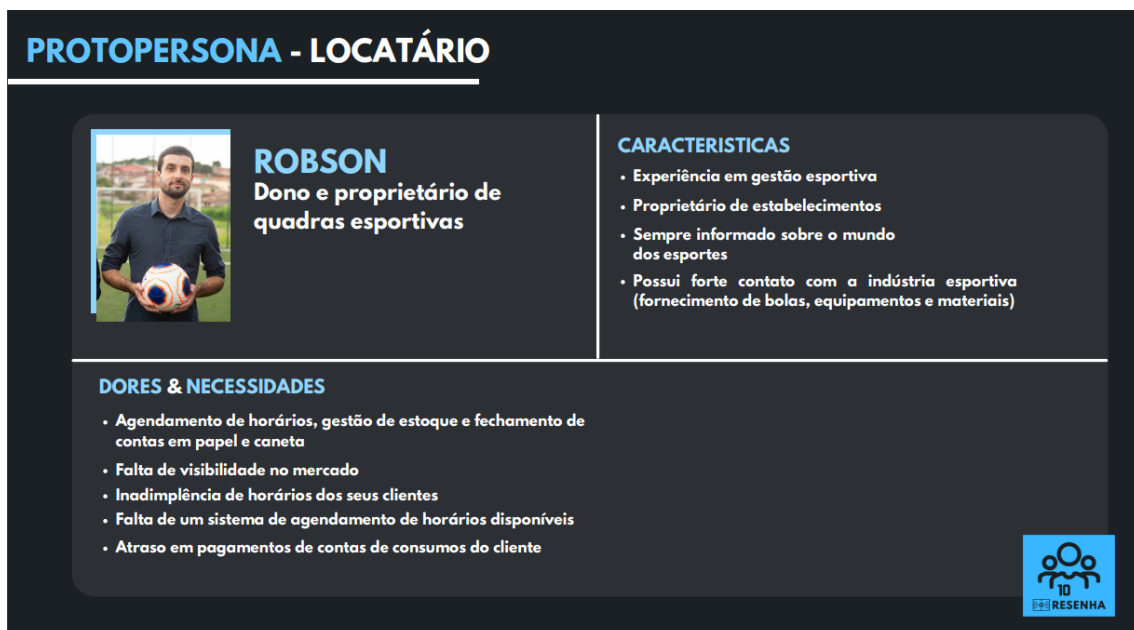 PROTOPERSONA - LOCATÁRIO
ROBSON
Dono e proprietário de
quadras esportivas
CARACTERISTICAS
• Experiência em gestão esportiva
• Proprietário de estabelecimentos
• Sempre informado sobre o mundo
dos esportes
• Possui forte contato com a indústria esportiva
(fornecimento de bolas, equipamentos e materiais)
DORES & NECESSIDADES
• Agendamento de horários, gestão de estoque e fechamento de
contas em papel e caneta
• Falta de visibilidade no mercado
• Inadimplência de horários dos seus clientes
• Falta de um sistema de agendamento de horários disponíveis
• Atraso em pagamentos de contas de consumos do cliente
10
RESENHA